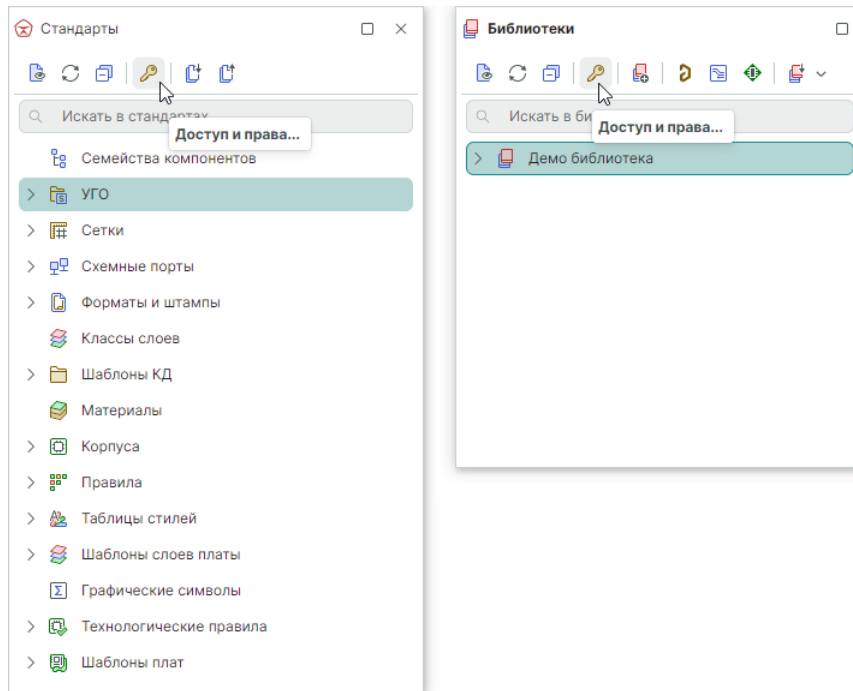 Стандарты
Искать в стандартах
Доступ и права...
Семейства компонентов
УГО
Сетки
Схемные порты
Форматы и штампы
Классы слоев
Шаблоны КД
Материалы
Корпуса
Правила
Таблицы стилей
Шаблоны слоев платы
Графические символы
Технологические правила
Шаблоны плат
Библиотеки
Искать в би
Доступ и права...
Демо библиотека